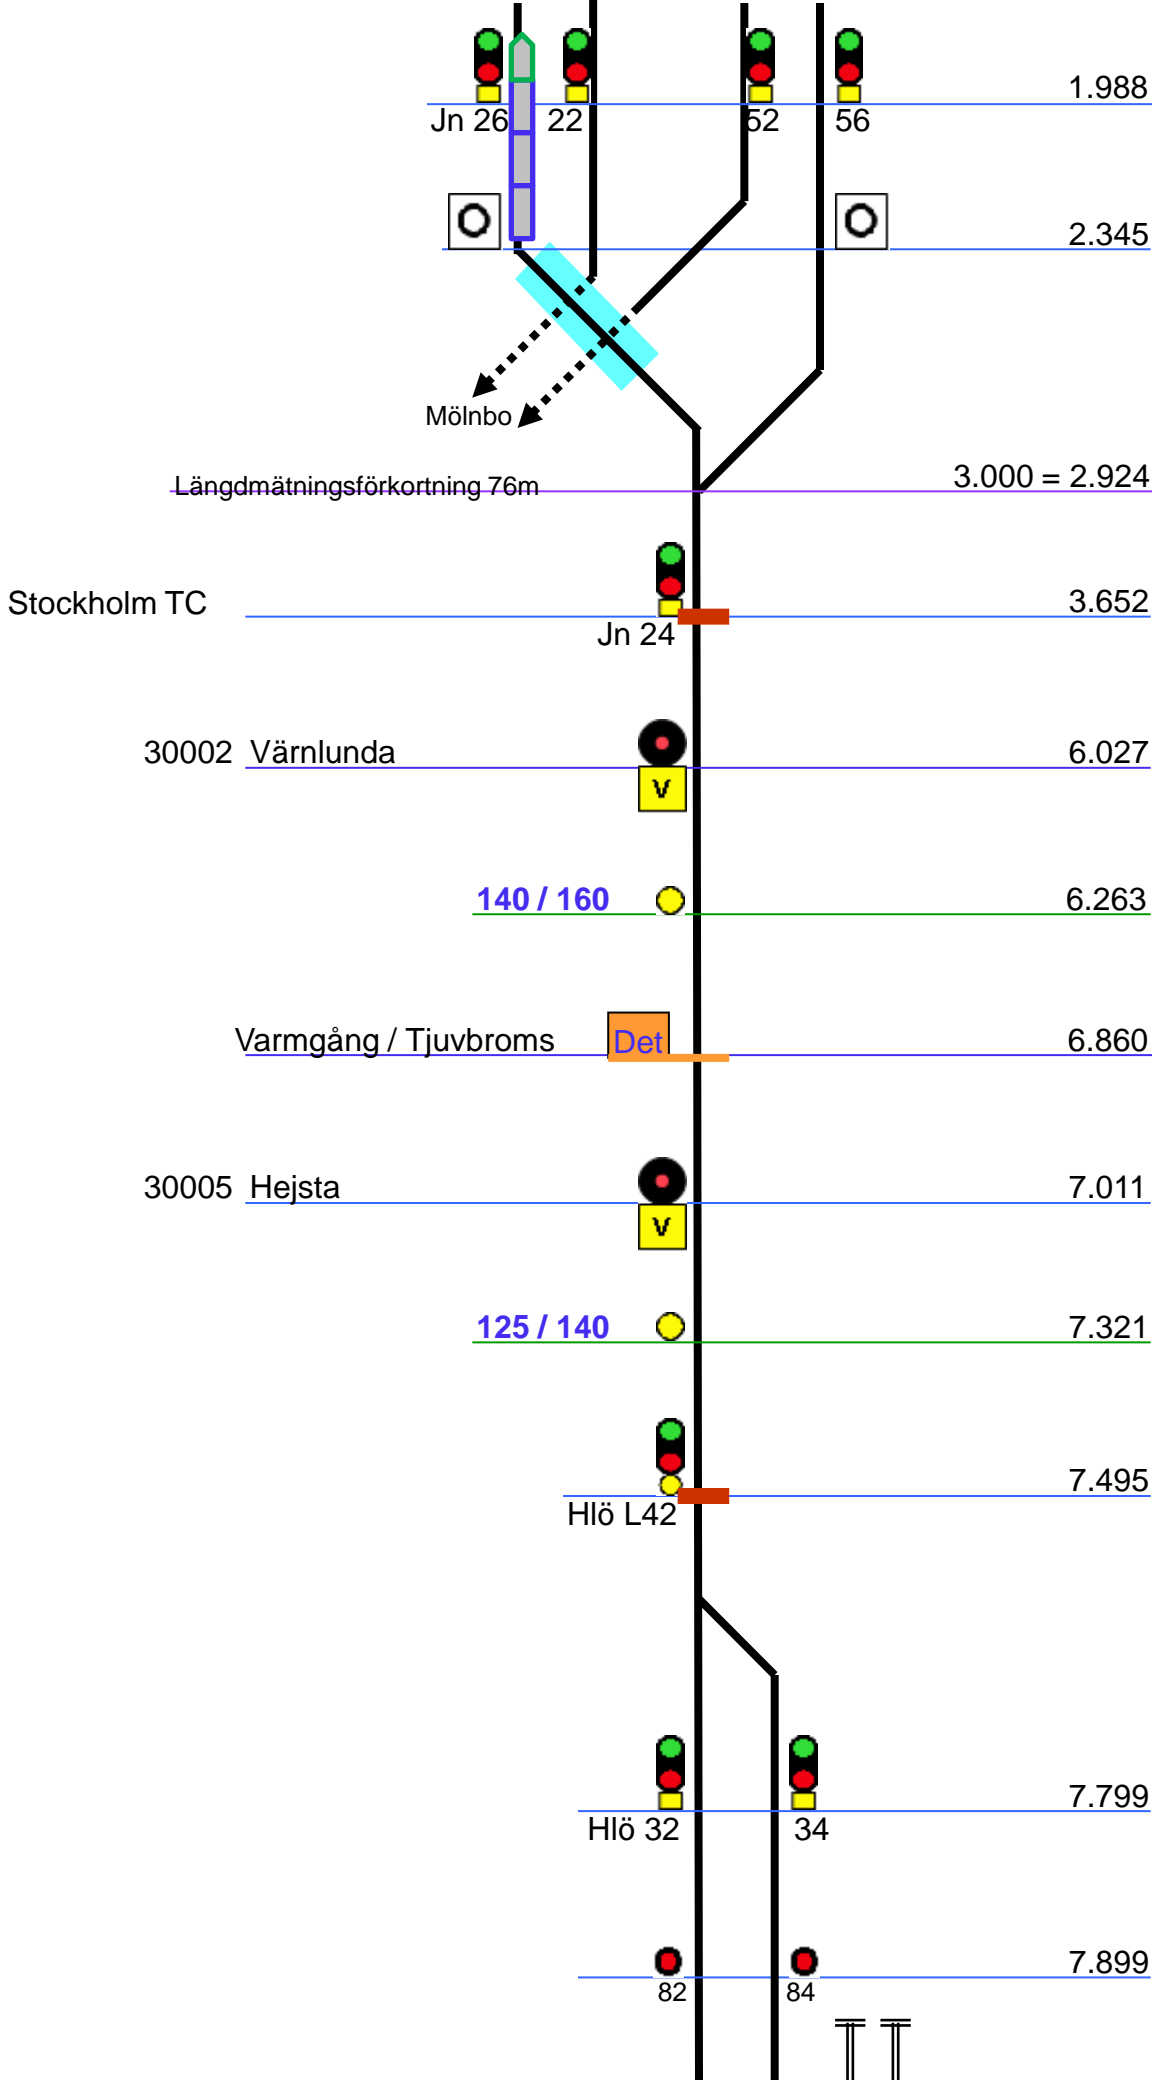 1.988
Jn 26 22 52 56
O O
2.345
Mölnbo
Längdmätningsförkortning 76m 3.000 = 2.924
Stockholm TC 3.652
Jn 24
30002 Värnlunda 6.027
V
140 / 160 6.263
Varmgång / Tjuvbroms Det 6.860
30005 Hejsta 7.011
V
125 / 140 7.321
7.495
Hlö L42
7.799
Hlö 32 34
7.899
82 84